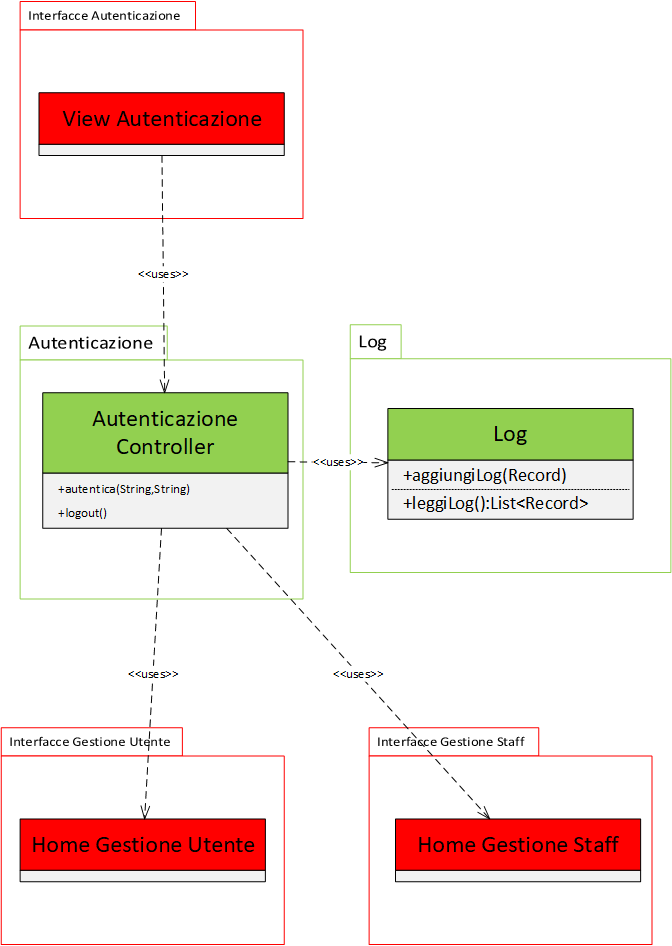 Interfacce Autenticazione
View Autenticazione
<<uses>>
Autenticazione
Autenticazione
Controller
+autentica(String,String)
+logout()
<<uses>>
Log
Log
+aggiungiLog(Record)
+leggiLog():List<Record>
<<uses>>
<<uses>>
Interfacce Gestione Utente
Home Gestione Utente
Interfacce Gestione Staff
Home Gestione Staff